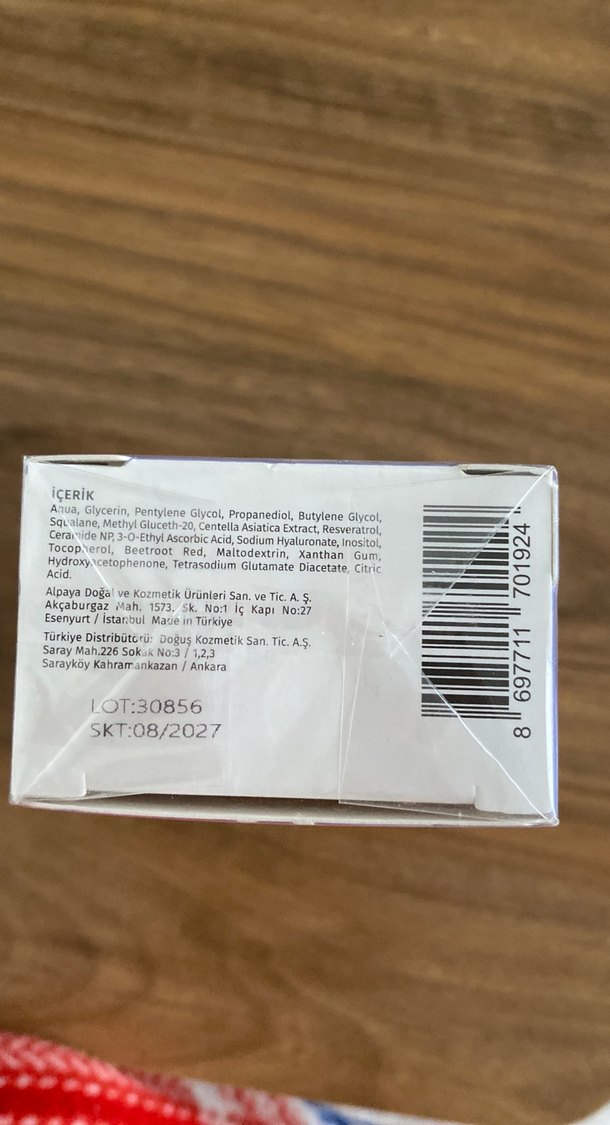 İÇERİK
Aqua, Glycerin, Pentylene Glycol, Propanediol, Butylene Glycol,
Squalane, Methyl Gluceth-20, Centella Asiatica Extract, Resveratrol,
Ceramide NP, 3-O-Ethyl Ascorbic Acid, Sodium Hyaluronate, Inositol,
Tocopherol, Beetroot Red, Maltodextrin, Xanthan Gum,
Hydroxyacetophenone, Tetrasodium Glutamate Diacetate, Citric
Acid.
Alpaya Doğal ve Kozmetik Ürünleri San. ve Tic. A. Ş.
Akçaburgaz Mah. 1573. Sk. No:1 İç Kapı No:27
Esenyurt / İstanbul Made in Türkiye
Türkiye Distribütörü: Doğuş Kozmetik San. Tic. A.Ş.
Saray Mah.226 Sokak No:3 / 1,2,3
Sarayköy Kahramankazan / Ankara
LOT:30856
SKT:08/2027
8 697711 701924